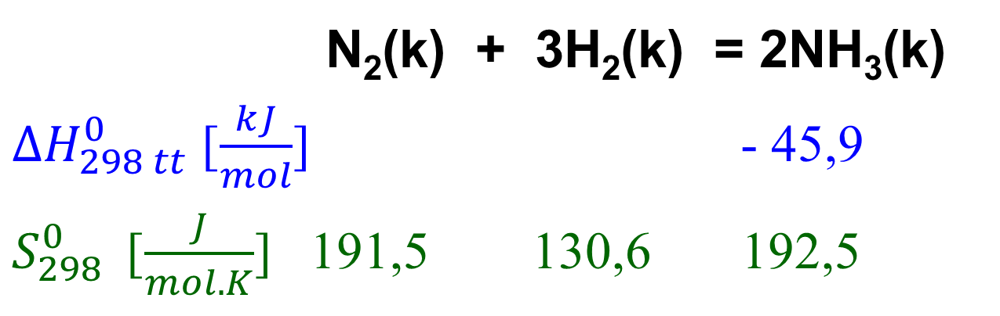 N₂(k) + 3H₂(k) = 2NH₃(k)
ΔH⁰₂₉₈ tt [kJ/mol] - 45,9
S⁰₂₉₈ [J/mol.K] 191,5 130,6 192,5